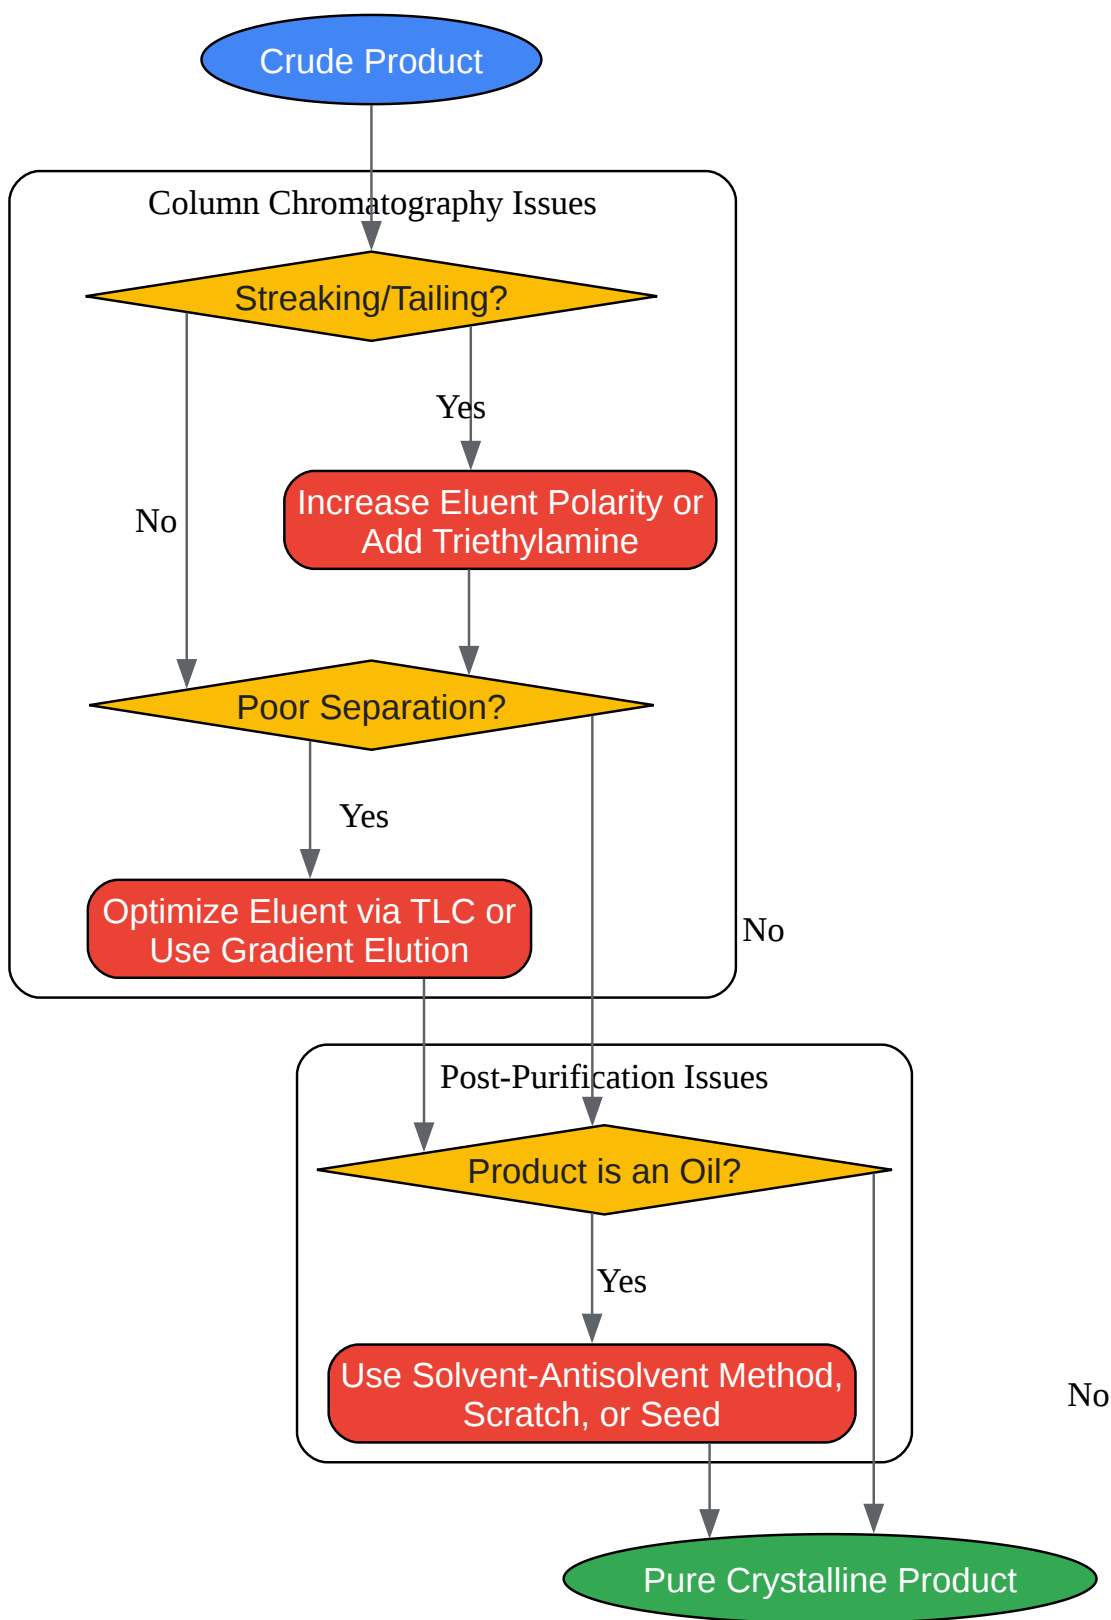 Crude Product
Column Chromatography Issues
Streaking/Tailing?
Yes
Increase Eluent Polarity or
Add Triethylamine
No
Poor Separation?
Yes
Optimize Eluent via TLC or
Use Gradient Elution
No
Post-Purification Issues
Product is an Oil?
Yes
Use Solvent-Antisolvent Method,
Scratch, or Seed
No
Pure Crystalline Product